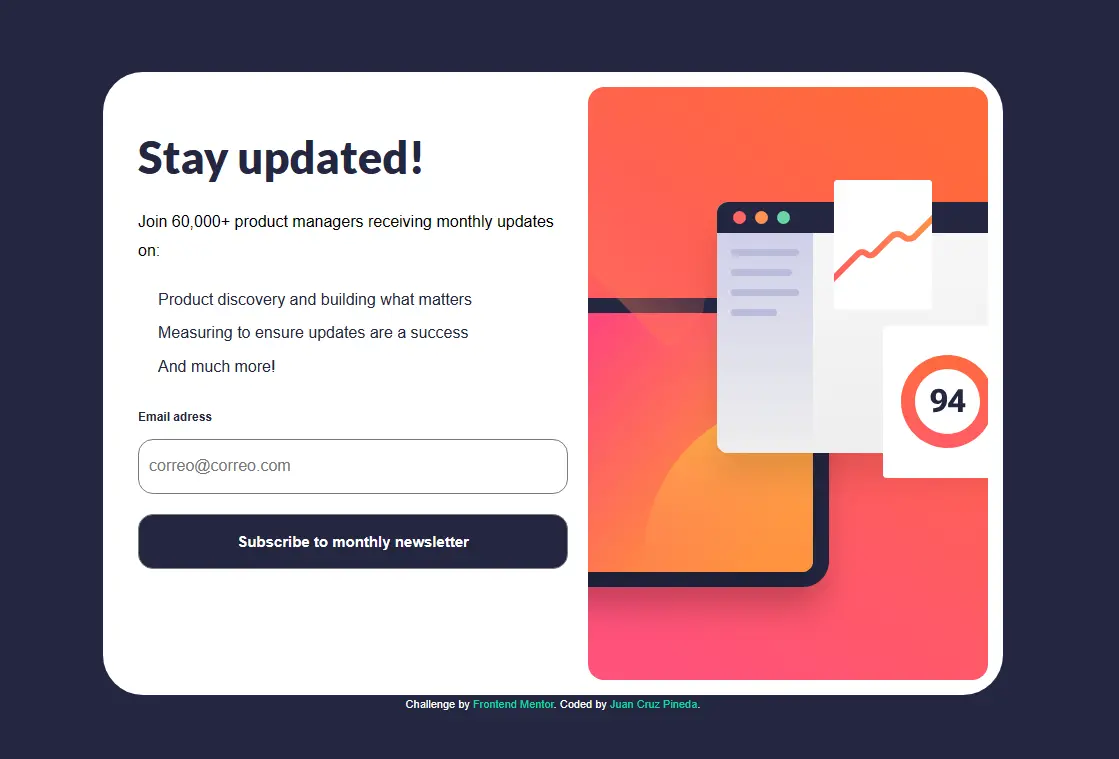 Stay updated!
Join 60,000+ product managers receiving monthly updates
on:
Product discovery and building what matters
Measuring to ensure updates are a success
And much more!
Email adress
correo@correo.com
Subscribe to monthly newsletter
94
Challenge by Frontend Mentor. Coded by Juan Cruz Pineda.